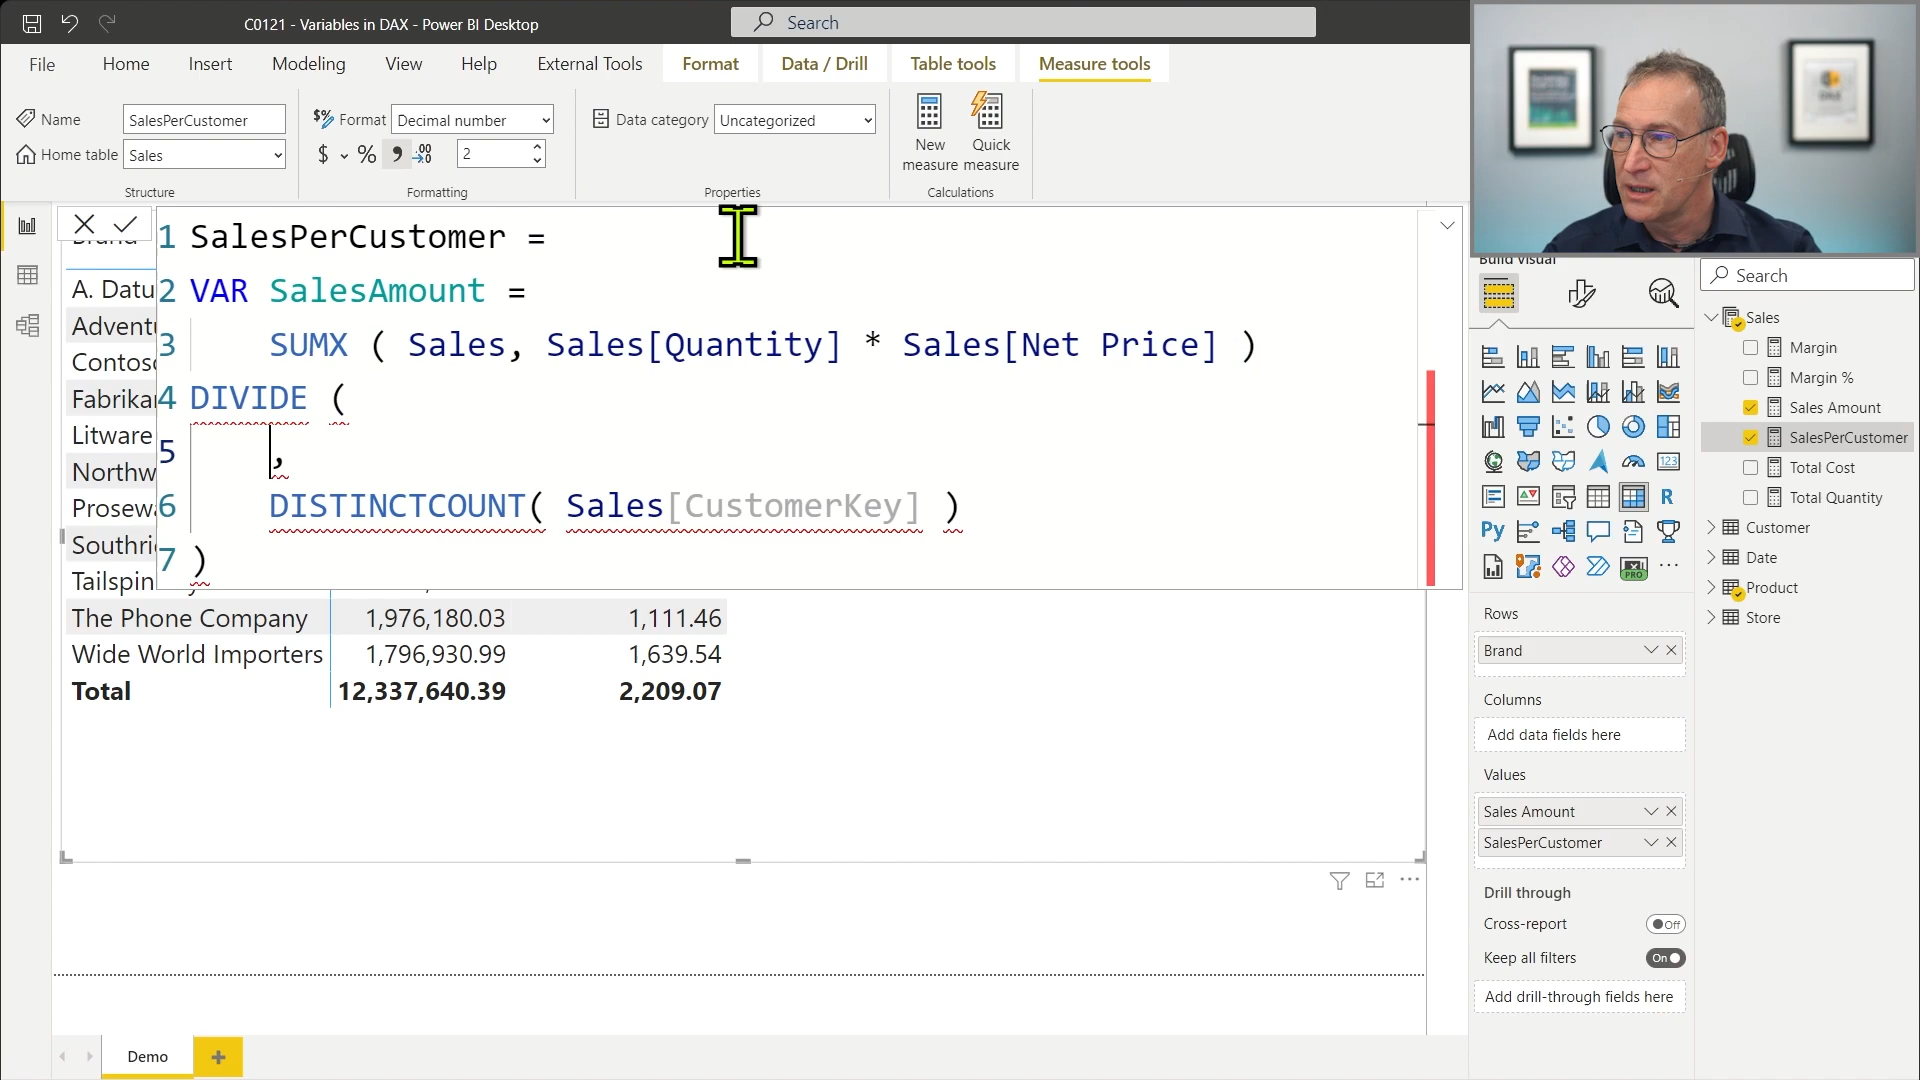 C0121 - Variables in DAX - Power BI Desktop
Search
File
Home
Insert
Modeling
View
Help
External Tools
Format
Data / Drill
Table tools
Measure tools
Name
SalesPerCustomer
Home table
Sales
Structure
Format
Decimal number
$
%
2
Formatting
Data category
Uncategorized
Properties
New measure
Quick measure
Calculations
1 SalesPerCustomer =
2 VAR SalesAmount =
3 SUMX ( Sales, Sales[Quantity] * Sales[Net Price] )
4 DIVIDE (
5 ,
6 DISTINCTCOUNT( Sales[CustomerKey] )
7 )
Brand
A. Datu
Advent
Contos
Fabrika
Litware
Northw
Prosew
Southri
Tailspin
The Phone Company 1,976,180.03 1,111.46
Wide World Importers 1,796,930.99 1,639.54
Total 12,337,640.39 2,209.07
Demo
Build visual
123
R
Py
PRO
Rows
Brand
Columns
Add data fields here
Values
Sales Amount
SalesPerCustomer
Drill through
Cross-report
Off
Keep all filters
On
Add drill-through fields here
Search
Sales
Margin
Margin %
Sales Amount
SalesPerCustomer
Total Cost
Total Quantity
Customer
Date
Product
Store